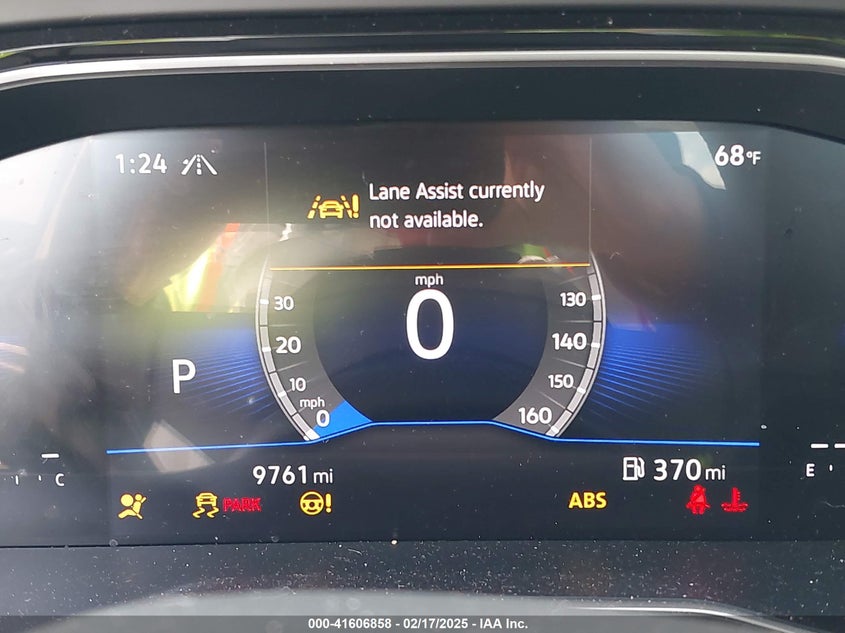 1:24
68°F
Lane Assist currently
not available.
mph
0
30
20
10
mph
0
130
140
150
160
P
9761 mi
370 mi
C
E
PARK
ABS
000-41606858 - 02/17/2025 - IAA Inc.